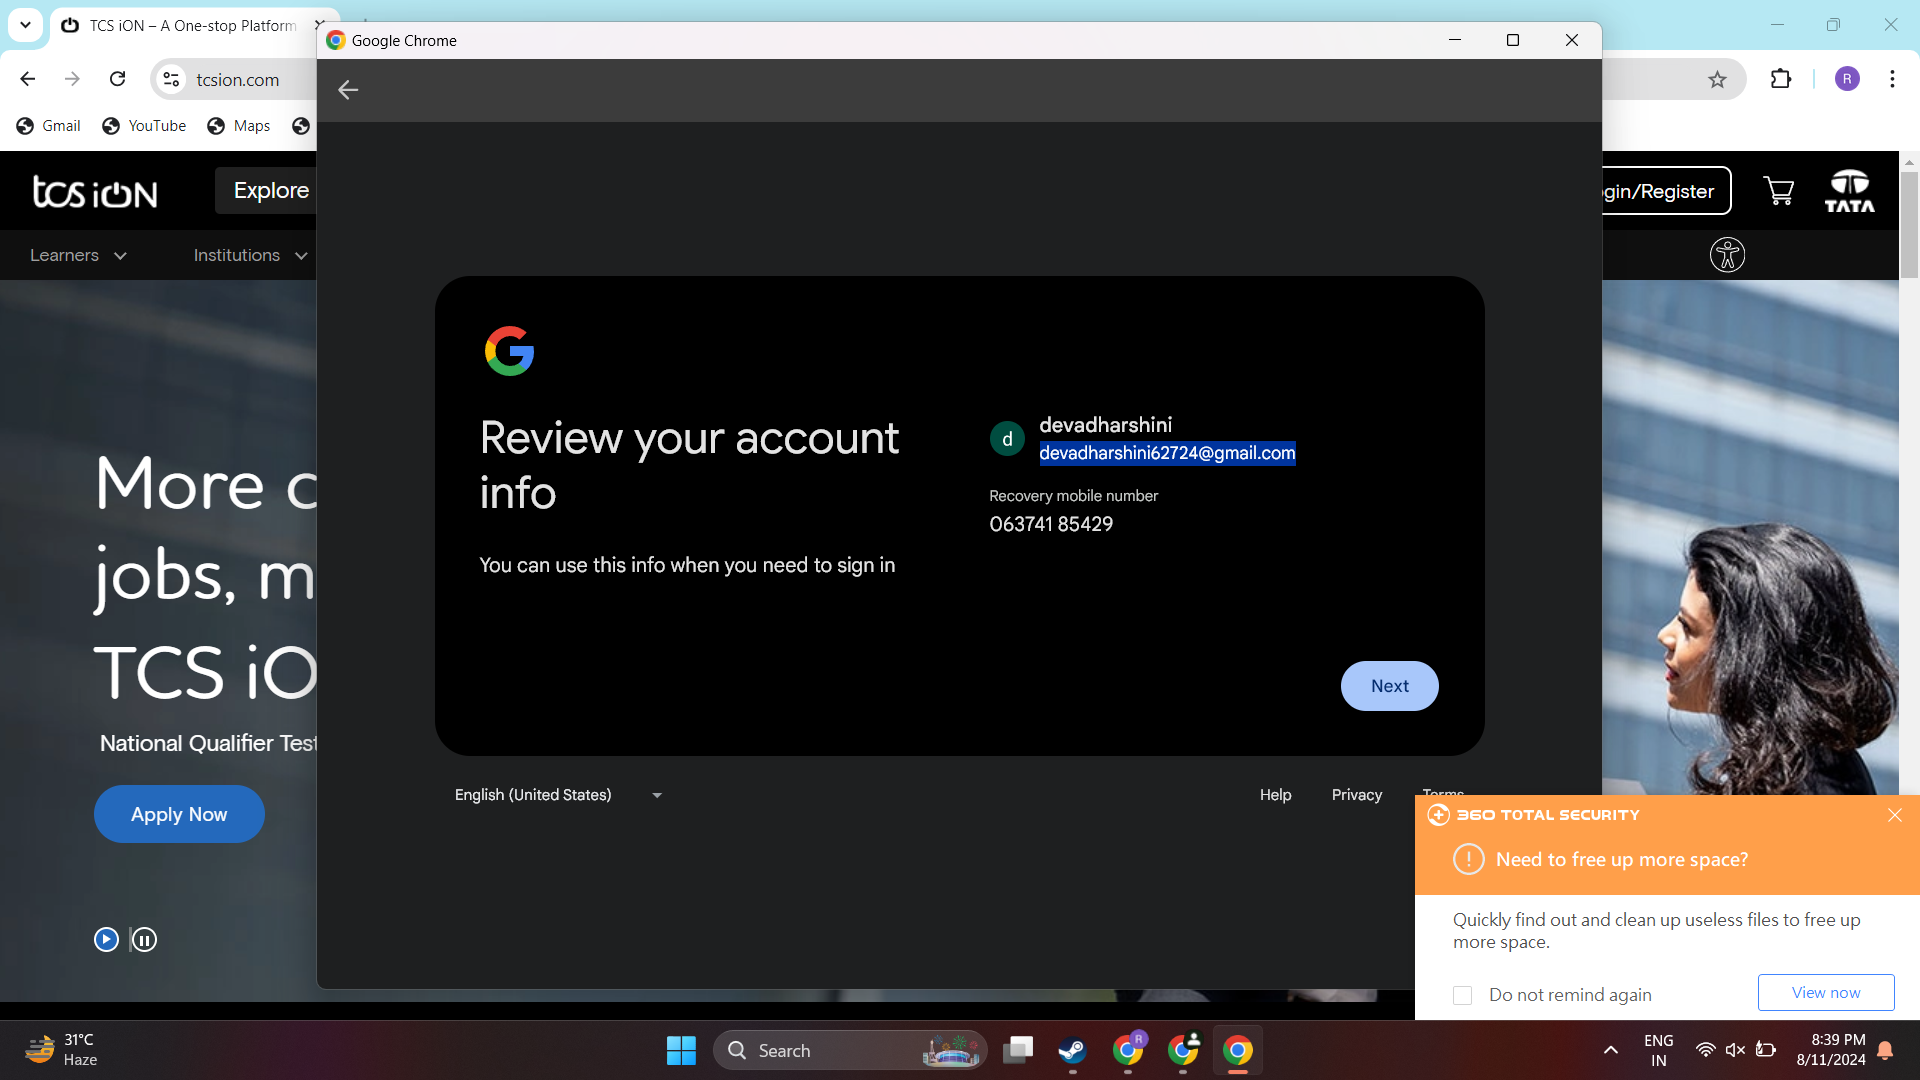 TCS iON – A One-stop Platform
Google Chrome
tcsion.com
R
Gmail
YouTube
Maps
tcs iON
Explore
gin/Register
TATA
Learners
Institutions
Review your account
info
You can use this info when you need to sign in
d
devadharshini
devadharshini62724@gmail.com
Recovery mobile number
063741 85429
Next
More
jobs, m
TCS iO
National Qualifier Test
Apply Now
English (United States)
Help
Privacy
Terms
360 TOTAL SECURITY
Need to free up more space?
Quickly find out and clean up useless files to free up
more space.
Do not remind again
View now
31°C
Haze
Search
R
ENG
IN
8:39 PM
8/11/2024